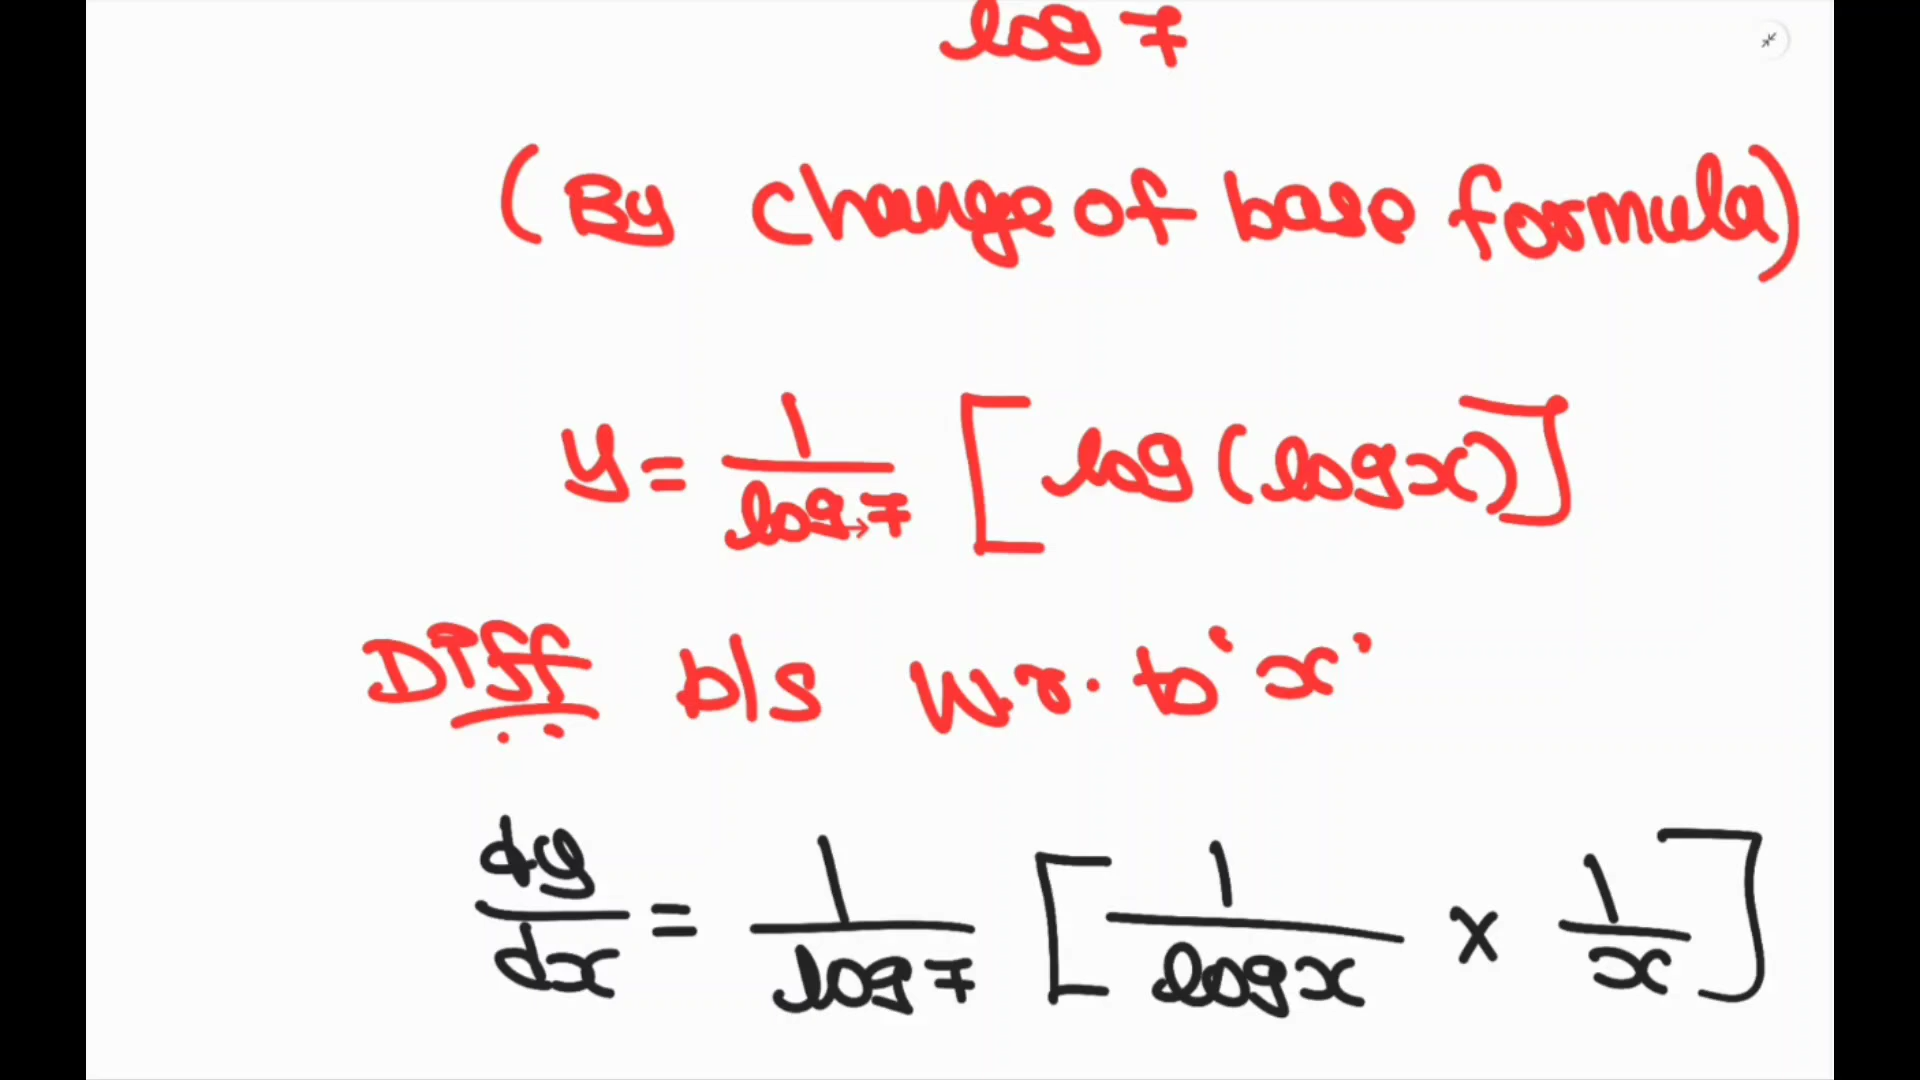 log 7
(By change of base formula)
y = 1/log 7 [log(log x)]
Diff b/s w.r. to 'x'
dy/dx = 1/log 7 [1/log x × 1/x]